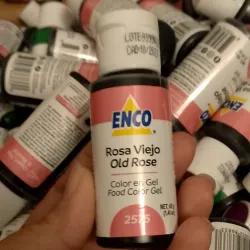 ENCO
Rosa Viejo
Old Rose
Color en Gel
Food Color Gel
2575